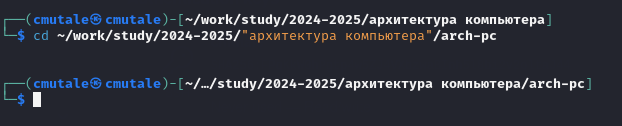 ┌──(cmutale㉿cmutale)-[~/work/study/2024-2025/архитектура компьютера]
└─$ cd ~/work/study/2024-2025/"архитектура компьютера"/arch-pc
┌──(cmutale㉿cmutale)-[~/…/study/2024-2025/архитектура компьютера/arch-pc]
└─$